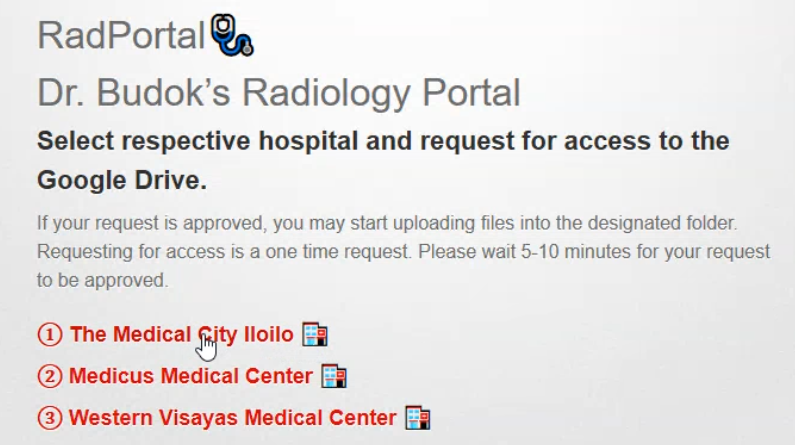 RadPortal
Dr. Budok’s Radiology Portal
Select respective hospital and request for access to the
Google Drive.
If your request is approved, you may start uploading files into the designated folder.
Requesting for access is a one time request. Please wait 5-10 minutes for your request
to be approved.
① The Medical City Iloilo
② Medicus Medical Center
③ Western Visayas Medical Center